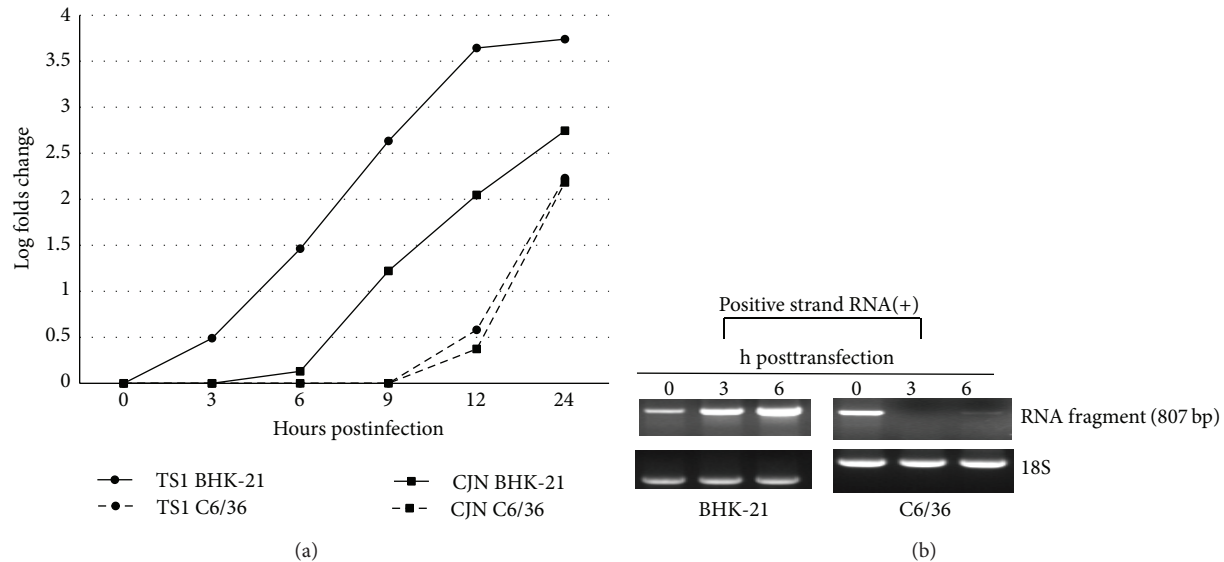 4
3.5
3
2.5
2
1.5
1
0.5
0
Log folds change
0 3 6 9 12 24
Hours postinfection
TS1 BHK-21
TS1 C6/36
CJN BHK-21
CJN C6/36
(a)
Positive strand RNA(+)
h posttransfection
0 3 6 0 3 6
RNA fragment (807 bp)
18S
BHK-21 C6/36
(b)